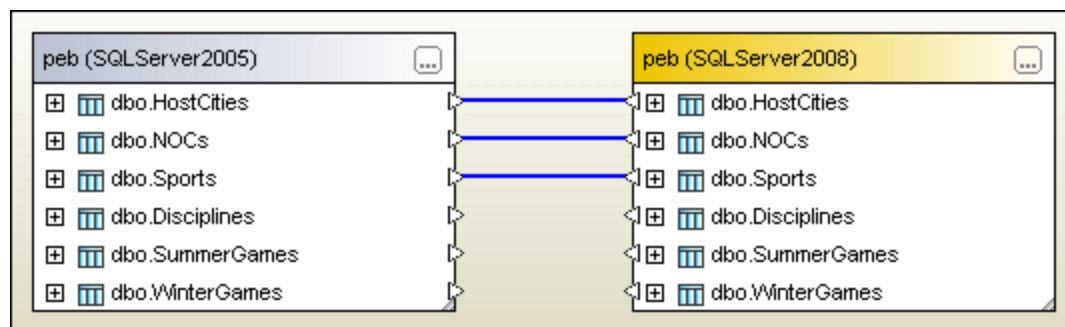 peb (SQLServer2005)
dbo.HostCities
dbo.NOCs
dbo.Sports
dbo.Disciplines
dbo.SummerGames
dbo.WinterGames
peb (SQLServer2008)
dbo.HostCities
dbo.NOCs
dbo.Sports
dbo.Disciplines
dbo.SummerGames
dbo.WinterGames